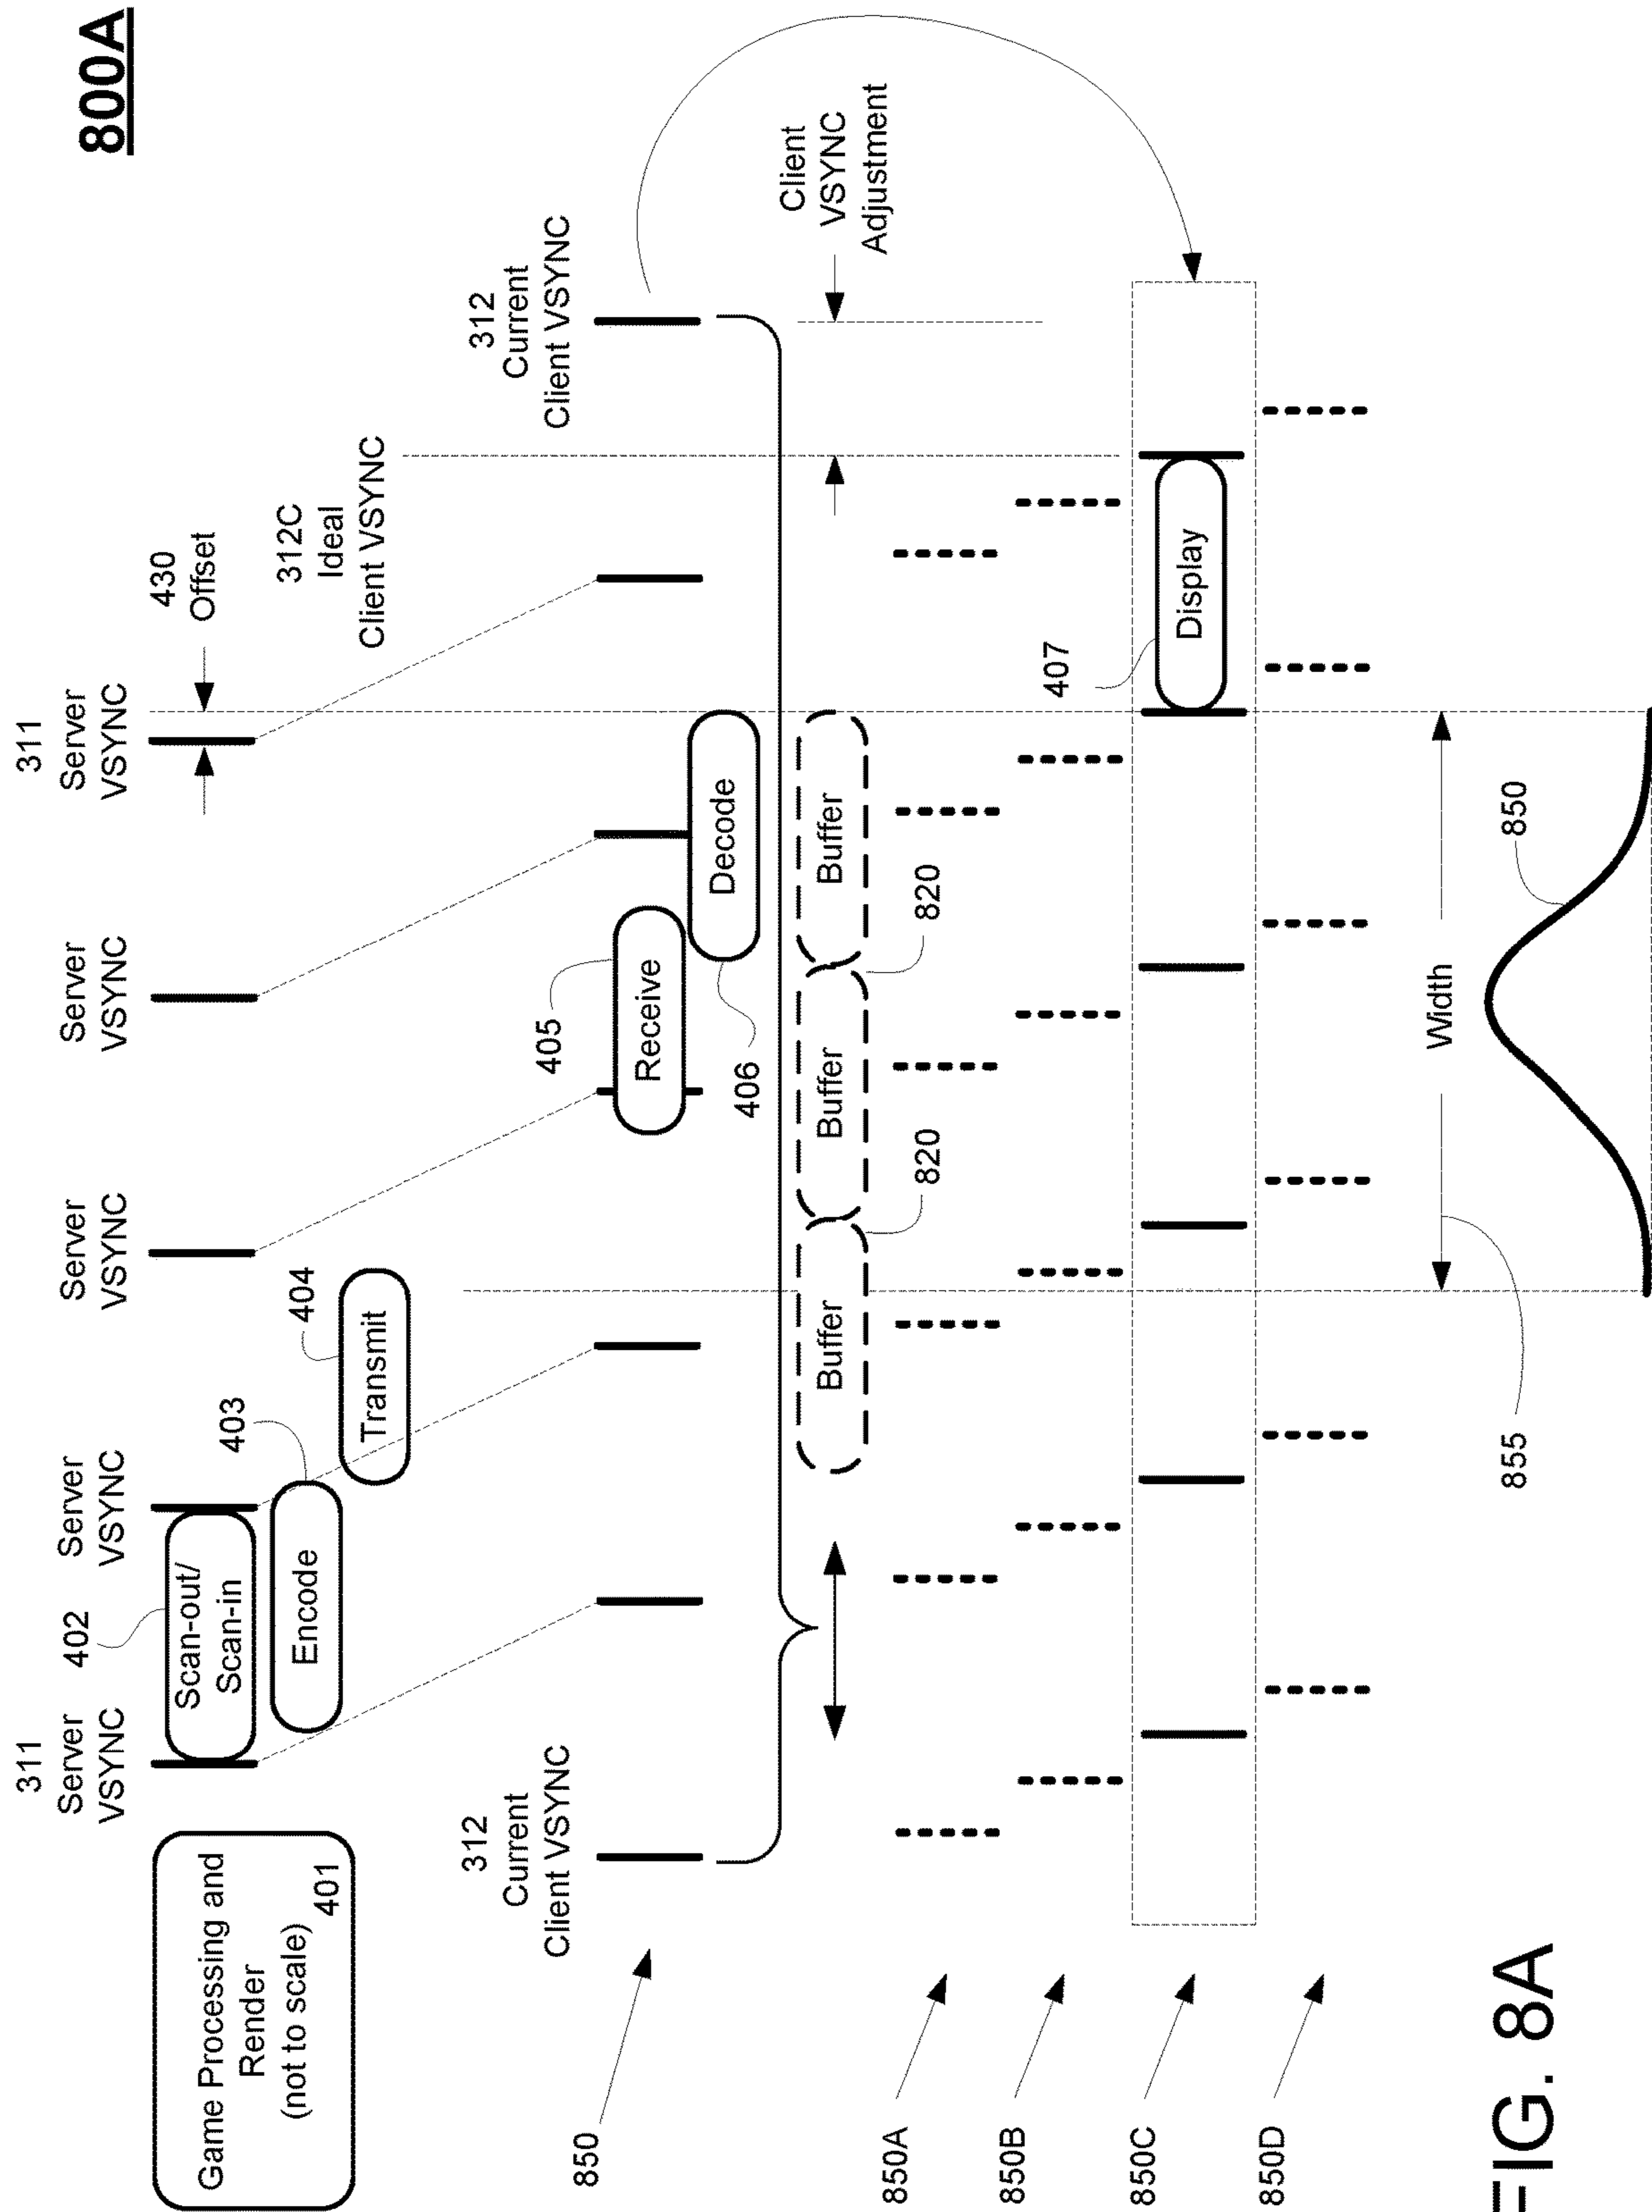 800A
311
Server
VSYNC
402
Server
VSYNC
Server
VSYNC
Server
VSYNC
311
Server
VSYNC
430
Offset
Game Processing and
Render
(not to scale)
401
Scan-out/
Scan-in
Encode
403
Transmit
404
312C
Ideal
Client VSYNC
312
Current
Client VSYNC
312
Current
Client VSYNC
850
405
Receive
Decode
406
Client
VSYNC
Adjustment
Buffer
Buffer
Buffer
820
820
850A
850B
407
850C
Display
850D
Width
855
850
FIG. 8A